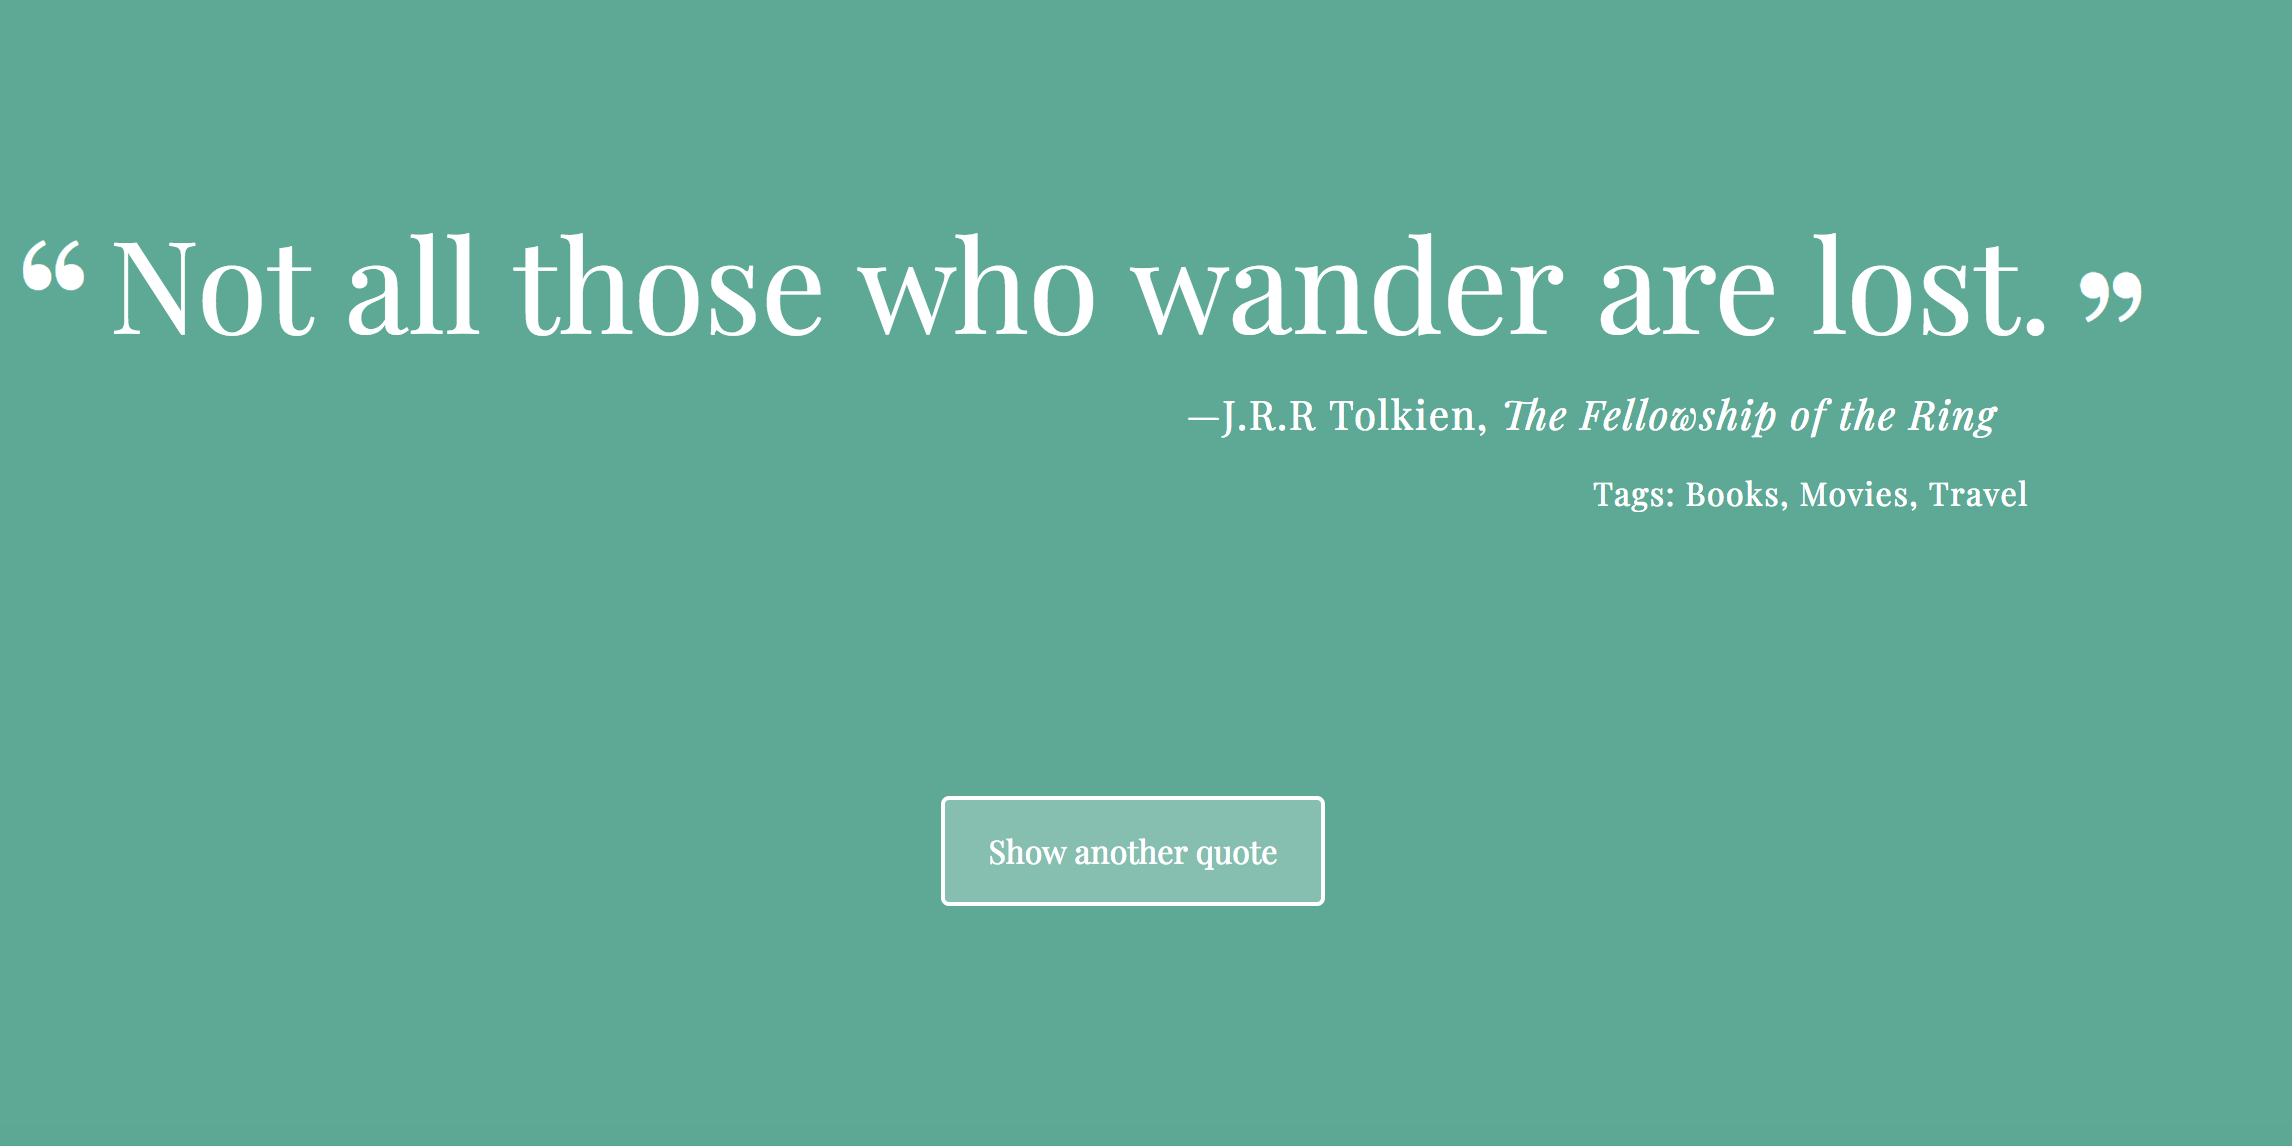 “ Not all those who wander are lost. ”
—J.R.R Tolkien, The Fellowship of the Ring
Tags: Books, Movies, Travel
Show another quote